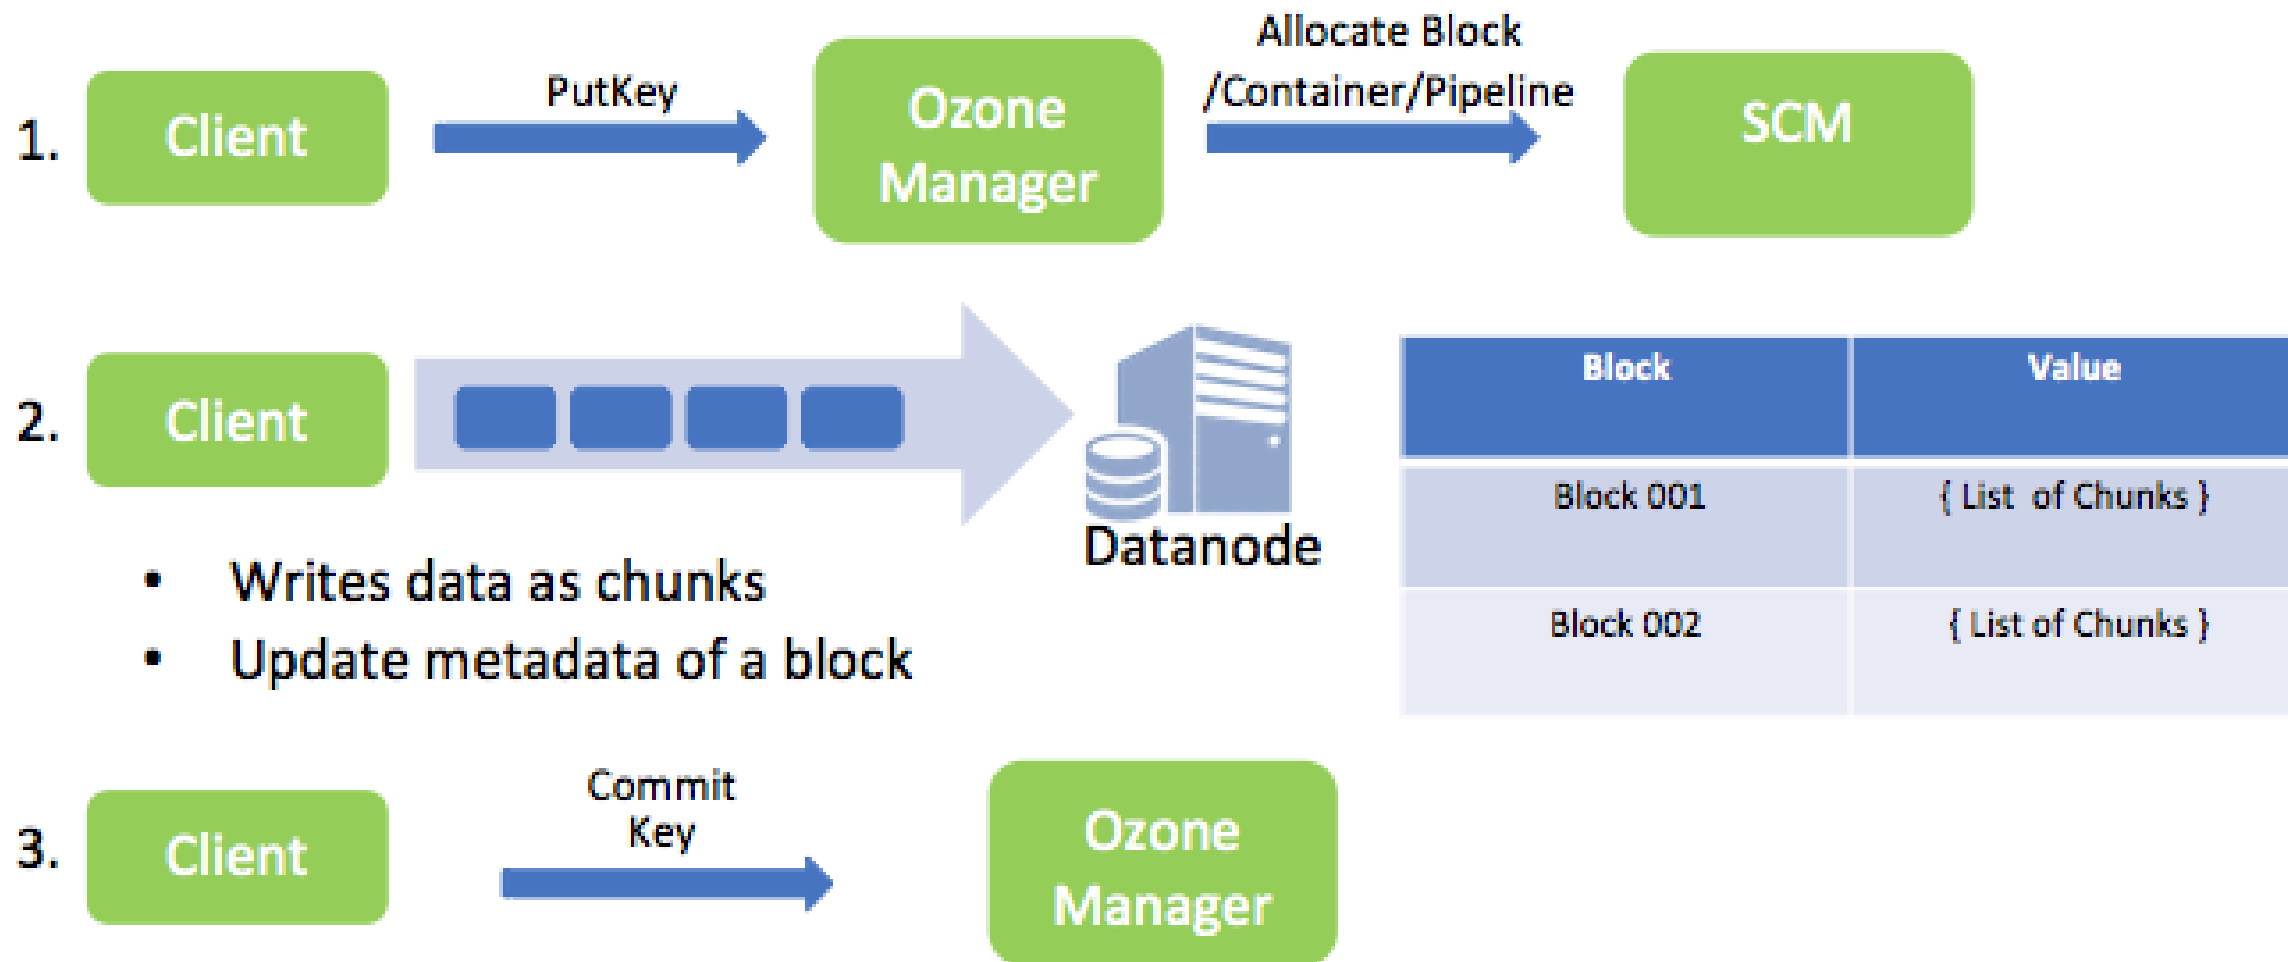 1.
Client
PutKey
Ozone
Manager
Allocate Block
/Container/Pipeline
SCM
2.
Client
Datanode
Block Value
Block 001 { List of Chunks }
Block 002 { List of Chunks }
• Writes data as chunks
• Update metadata of a block
3.
Client
Commit
Key
Ozone
Manager